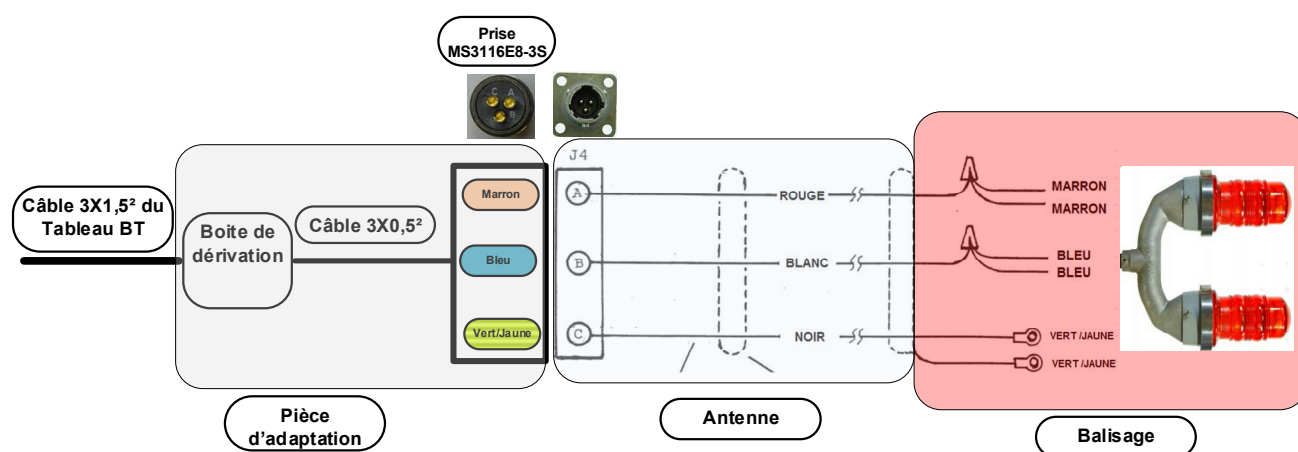 Prise
MS3116E8-3S
C A
B
Câble 3X1,5² du
Tableau BT
Boite de
dérivation
Câble 3X0,5²
Marron
Bleu
Vert/Jaune
J4
A
ROUGE
MARRON
MARRON
B
BLANC
BLEU
BLEU
C
NOIR
VERT/JAUNE
VERT/JAUNE
Pièce
d'adaptation
Antenne
Balisage